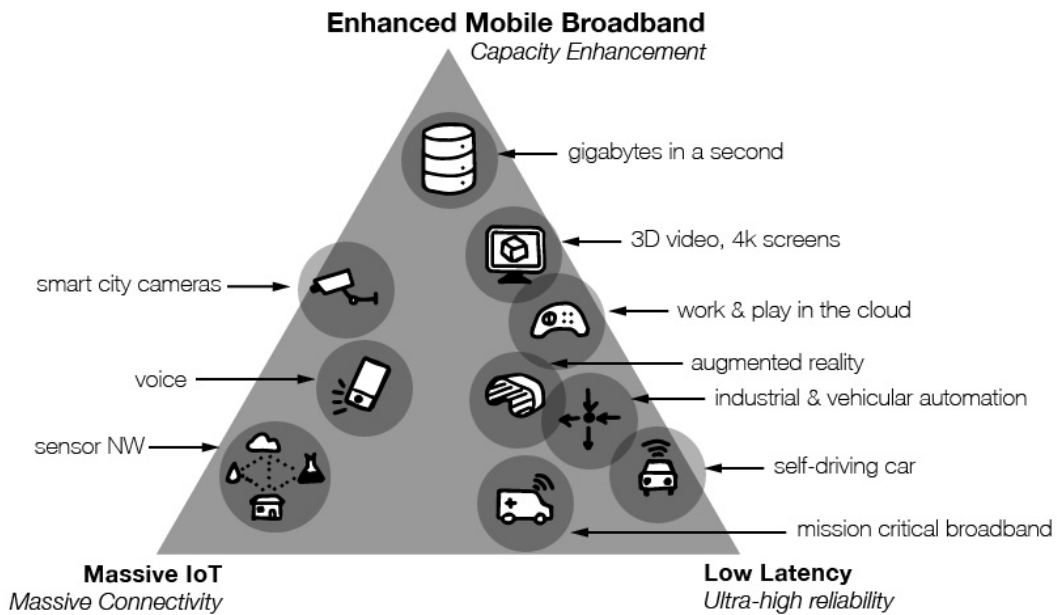 Enhanced Mobile Broadband
Capacity Enhancement
gigabytes in a second
3D video, 4k screens
smart city cameras
work & play in the cloud
augmented reality
voice
industrial & vehicular automation
sensor NW
self-driving car
mission critical broadband
Massive IoT
Massive Connectivity
Low Latency
Ultra-high reliability